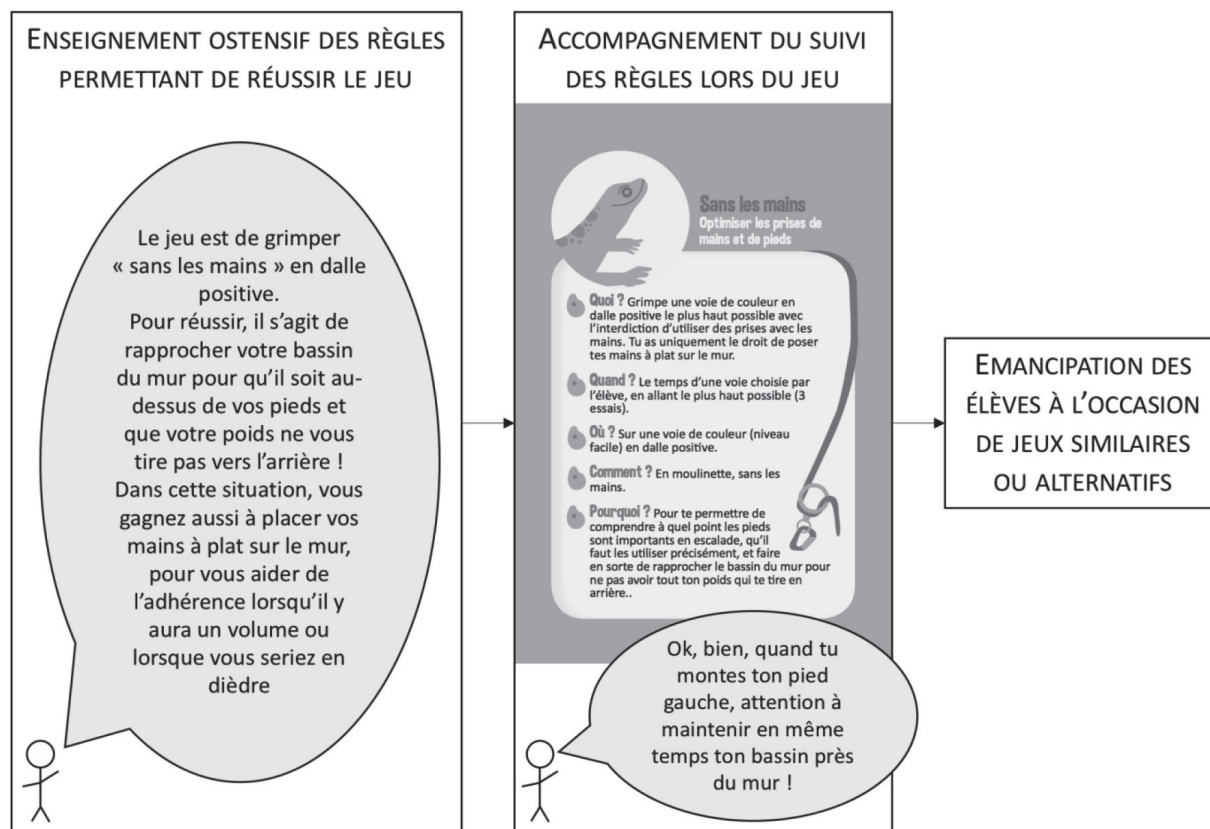 ENSEIGNEMENT OSTENSIF DES RÈGLES
PERMETTANT DE RÉUSSIR LE JEU
Le jeu est de grimper
« sans les mains » en dalle
positive.
Pour réussir, il s’agit de
rapprocher votre bassin
du mur pour qu’il soit au-
dessus de vos pieds et
que votre poids ne vous
tire pas vers l’arrière !
Dans cette situation, vous
gagnez aussi à placer vos
mains à plat sur le mur,
pour vous aider de
l’adhérence lorsqu’il y
aura un volume ou
lorsque vous seriez en
dièdre
ACCOMPAGNEMENT DU SUIVI
DES RÈGLES LORS DU JEU
Sans les mains
Optimiser les prises de
mains et de pieds
Quoi ? Grimpe une voie de couleur en
dalle positive le plus haut possible avec
l’interdiction d’utiliser des prises avec les
mains. Tu as uniquement le droit de poser
tes mains à plat sur le mur.
Quand ? Le temps d’une voie choisie par
l’élève, en allant le plus haut possible (3
essais).
Où ? Sur une voie de couleur (niveau
facile) en dalle positive.
Comment ? En moulinette, sans les
mains.
Pourquoi ? Pour te permettre de
comprendre à quel point les pieds
sont importants en escalade, qu’il
faut les utiliser précisément, et faire
en sorte de rapprocher le bassin du mur pour
ne pas avoir tout ton poids qui te tire en
arrière..
Ok, bien, quand tu
montes ton pied
gauche, attention à
maintenir en même
temps ton bassin près
du mur !
EMANCIPATION DES
ÉLÈVES À L’OCCASION
DE JEUX SIMILAIRES
OU ALTERNATIFS